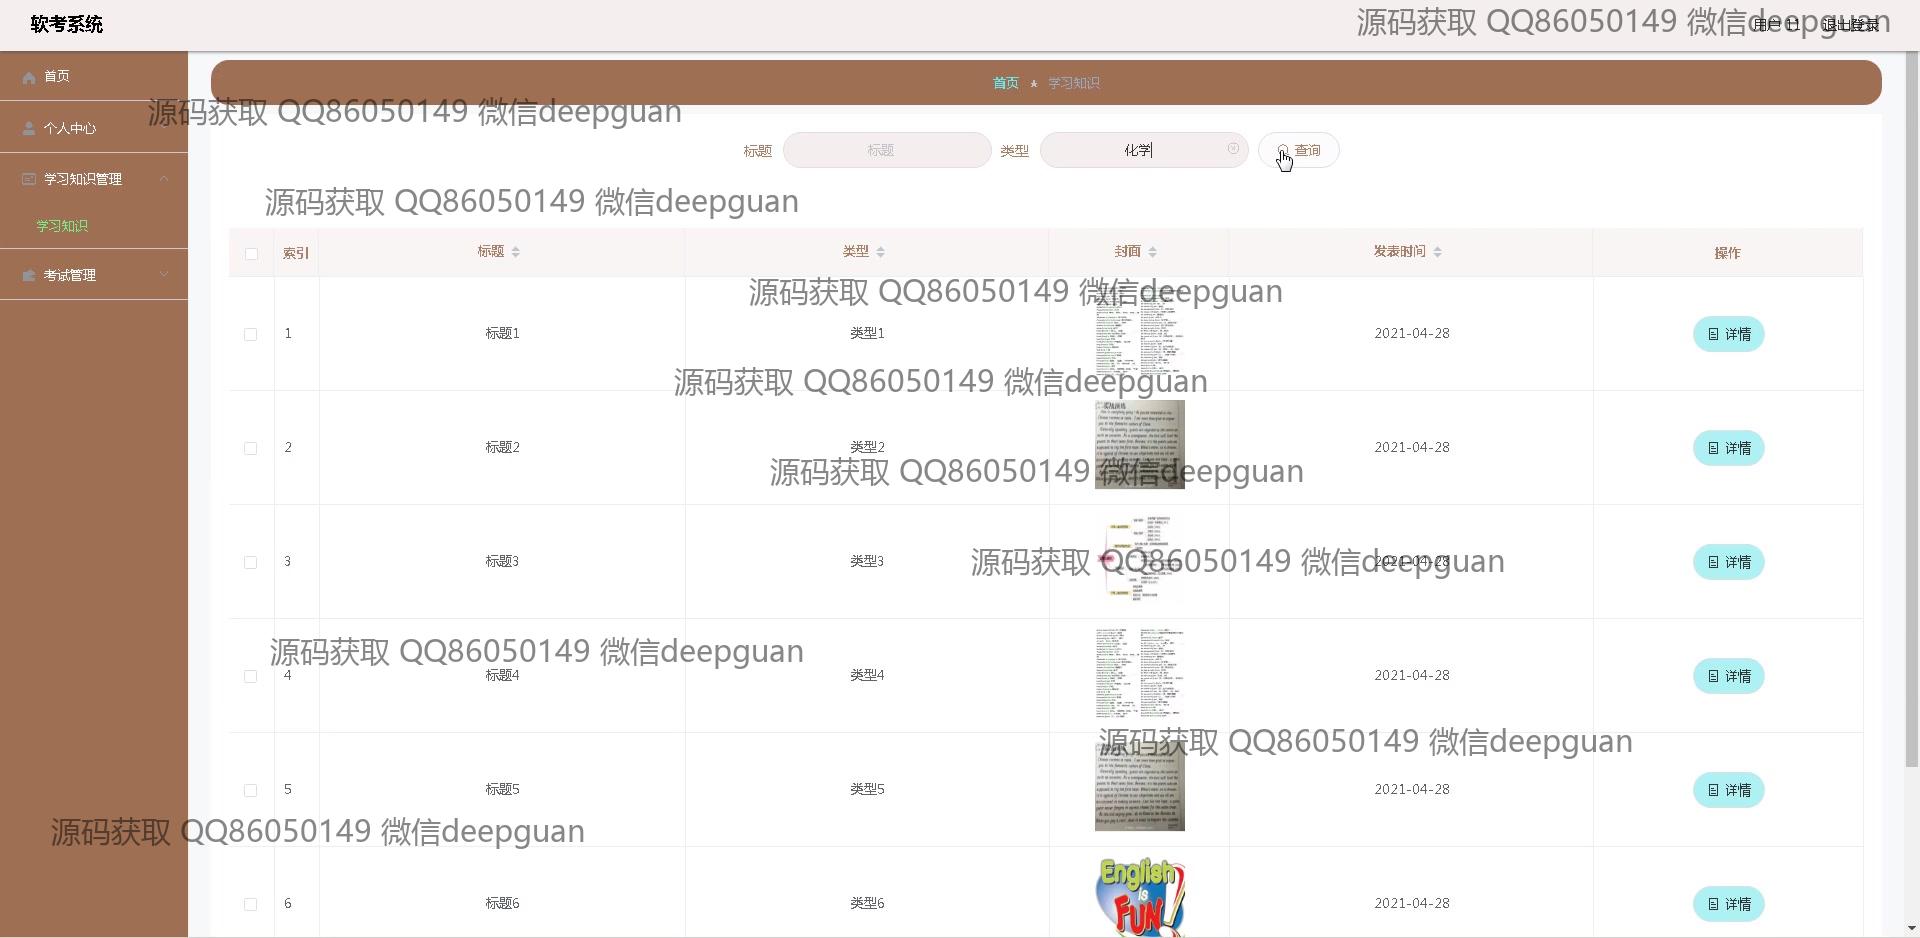 软考系统
源码获取 QQ86050149 微信deepguan
退出登录
首页
首页 学习知识
源码获取 QQ86050149 微信deepguan
个人中心
标题 标题 类型 化学 查询
学习知识管理
源码获取 QQ86050149 微信deepguan
学习知识
索引 标题 类型 封面 发表时间 操作
考试管理
源码获取 QQ86050149 微信deepguan
1 标题1 类型1 2021-04-28 详情
源码获取 QQ86050149 微信deepguan
2 标题2 类型2 2021-04-28 详情
源码获取 QQ86050149 微信deepguan
3 标题3 类型3 2021-04-28 详情
源码获取 QQ86050149 微信deepguan
源码获取 QQ86050149 微信deepguan
4 标题4 类型4 2021-04-28 详情
源码获取 QQ86050149 微信deepguan
5 标题5 类型5 2021-04-28 详情
源码获取 QQ86050149 微信deepguan
English
is
FUN
6 标题6 类型6 2021-04-28 详情